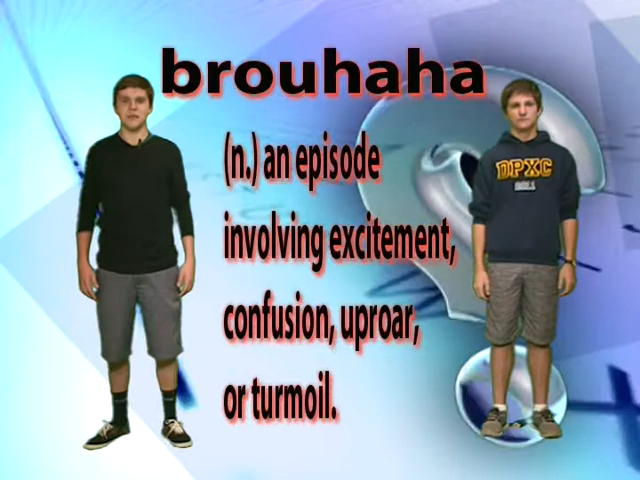 brouhaha
(n.) an episode
involving excitement,
confusion, uproar,
or turmoil.
DPXC